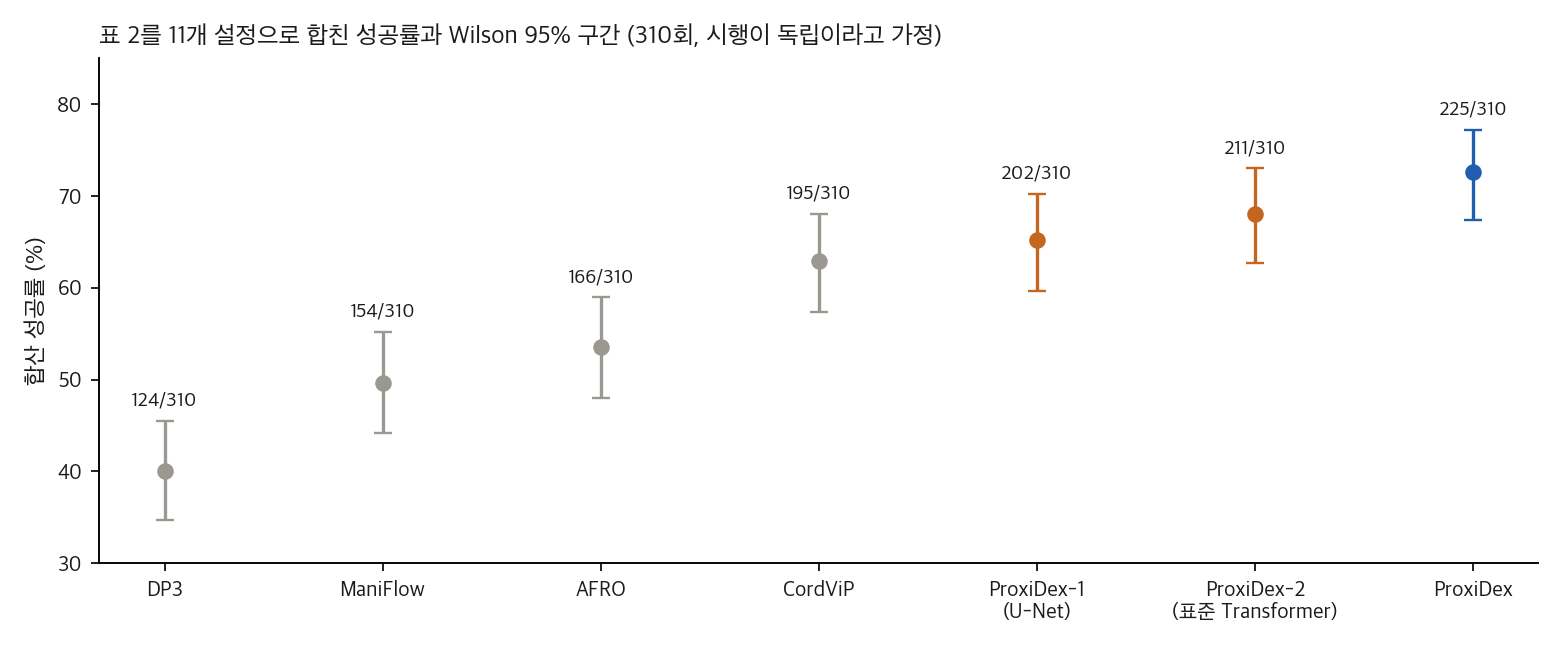 표 2를 11개 설정으로 합친 성공률과 Wilson 95% 구간 (310회, 시행이 독립이라고 가정)
합산 성공률 (%)
80
70
60
50
40
30
124/310
154/310
166/310
195/310
202/310
211/310
225/310
DP3
ManiFlow
AFRO
CordViP
ProxiDex-1
(U-Net)
ProxiDex-2
(표준 Transformer)
ProxiDex